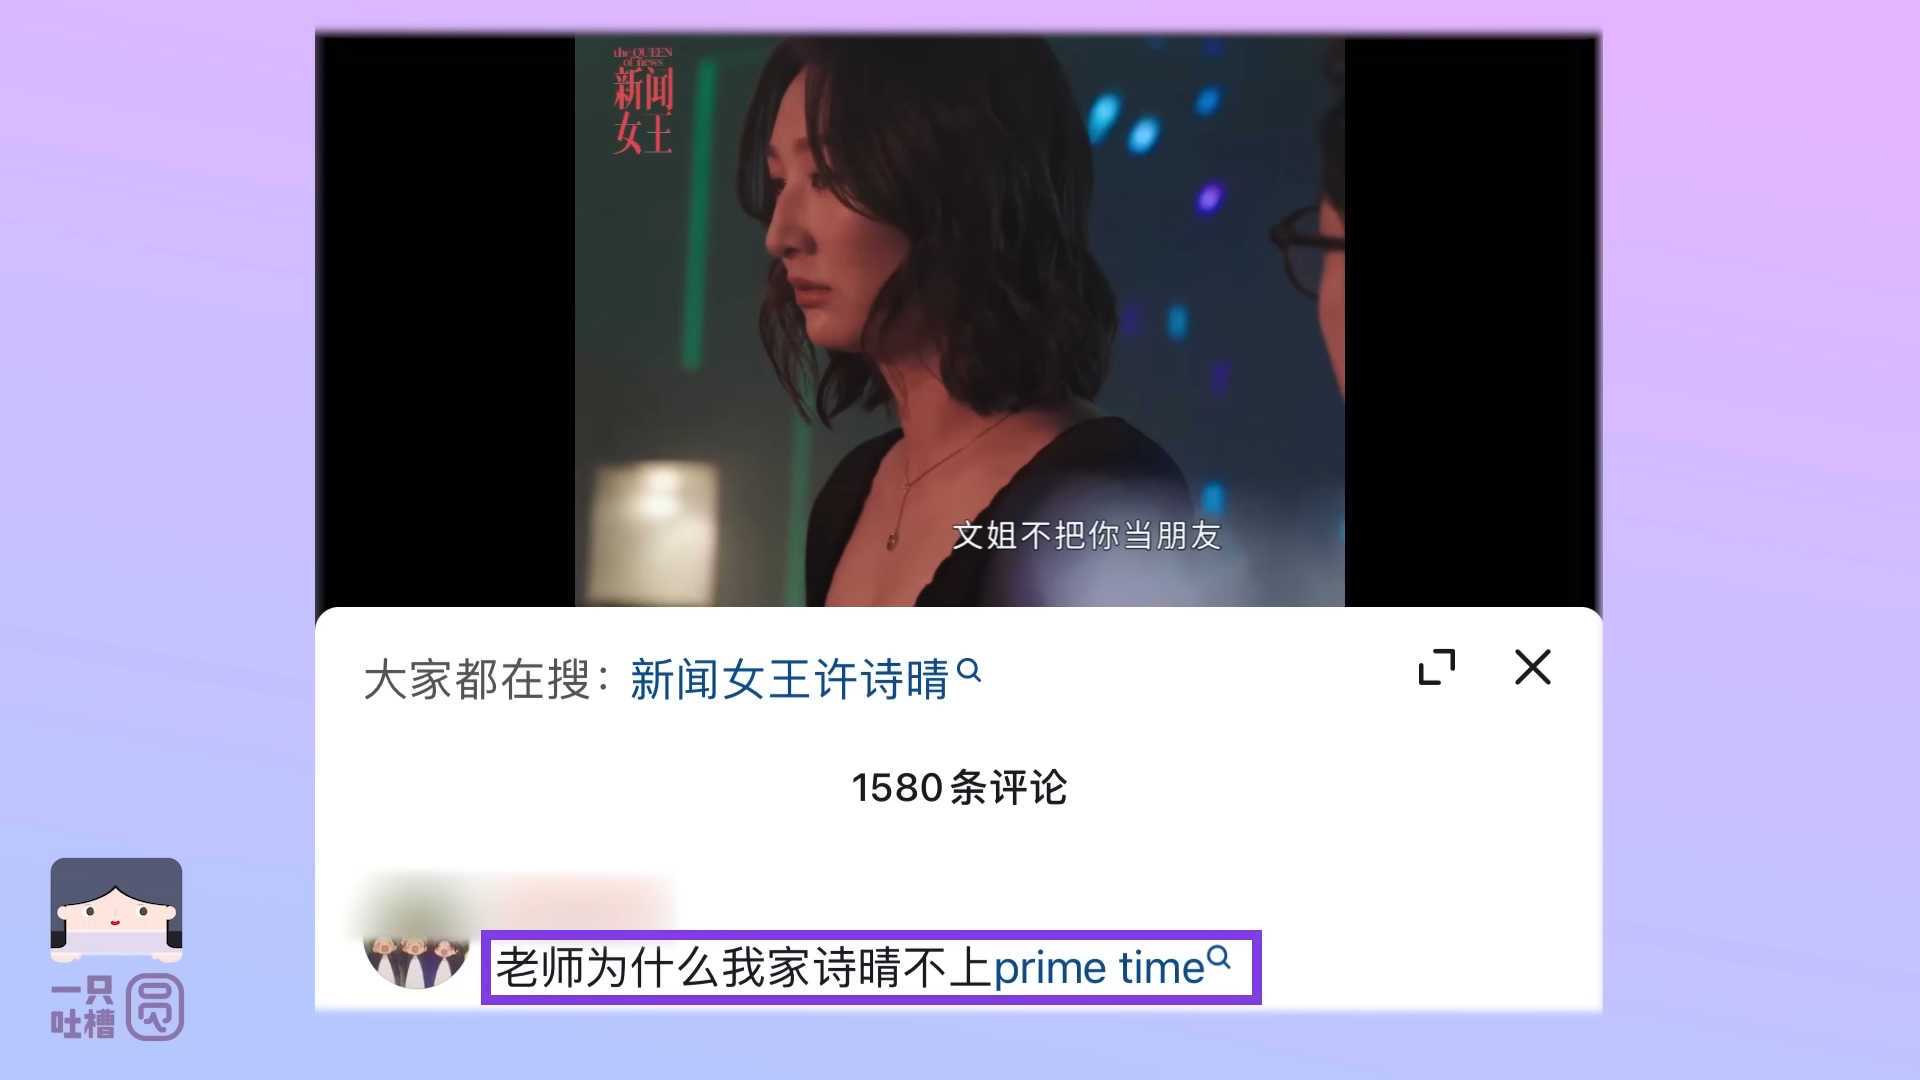 the QUEEN
of news
新闻
女王
文姐不把你当朋友
大家都在搜：新闻女王许诗晴
1580条评论
老师为什么我家诗晴不上prime time
一只
吐槽
圆